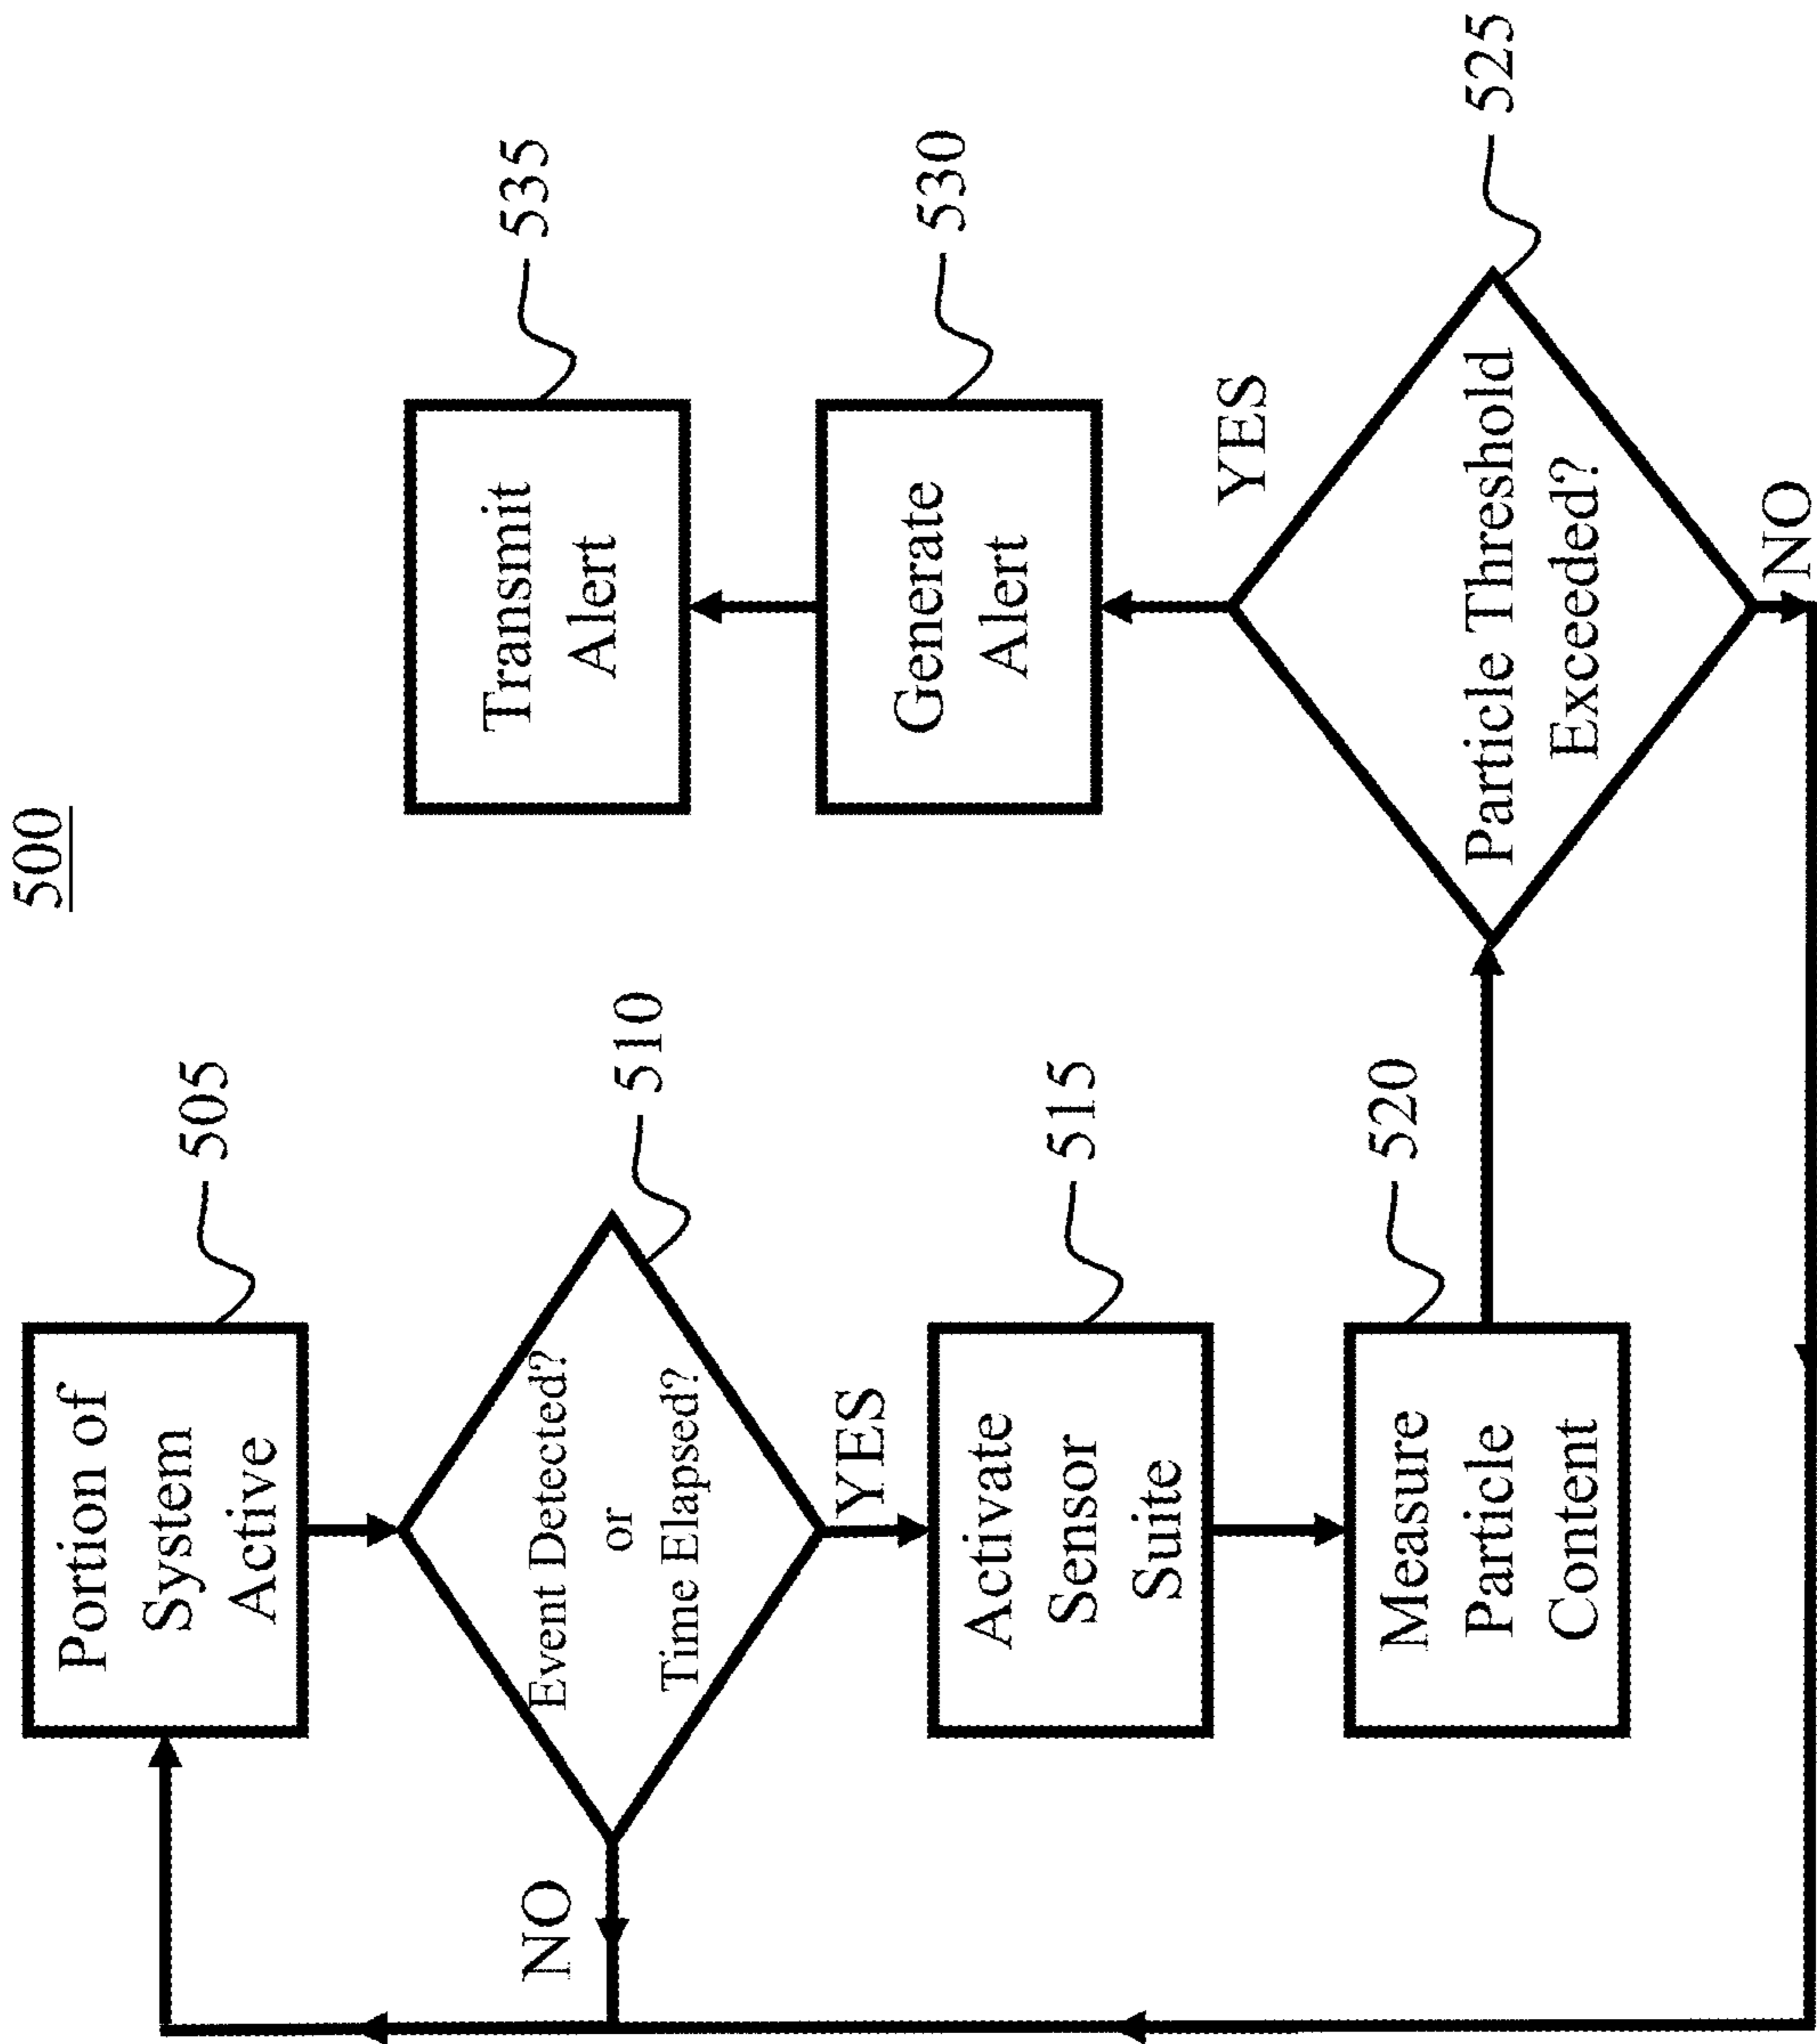 500
Portion of
System
Active
505
Event Detected?
or
Time Elapsed?
510
NO
YES
Activate
Sensor
Suite
515
Measure
Particle
Content
520
Particle Threshold
Exceeded?
525
YES
NO
Generate
Alert
530
Transmit
Alert
535